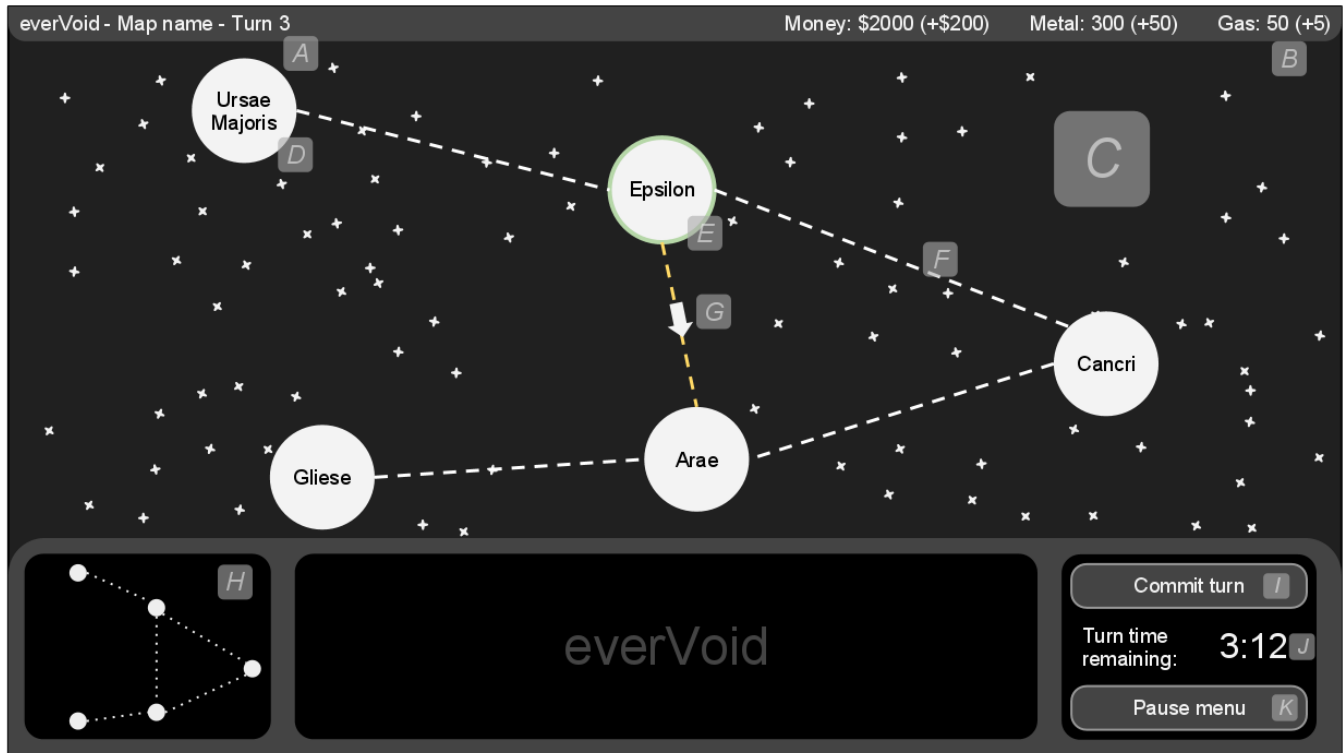 everVoid - Map name - Turn 3
Money: $2000 (+$200)
Metal: 300 (+50)
Gas: 50 (+5)
A
B
Ursae
Majoris
C
D
Epsilon
E
F
G
Cancri
Arae
Gliese
H
everVoid
Commit turn
I
Turn time
remaining:
3:12
J
Pause menu
K